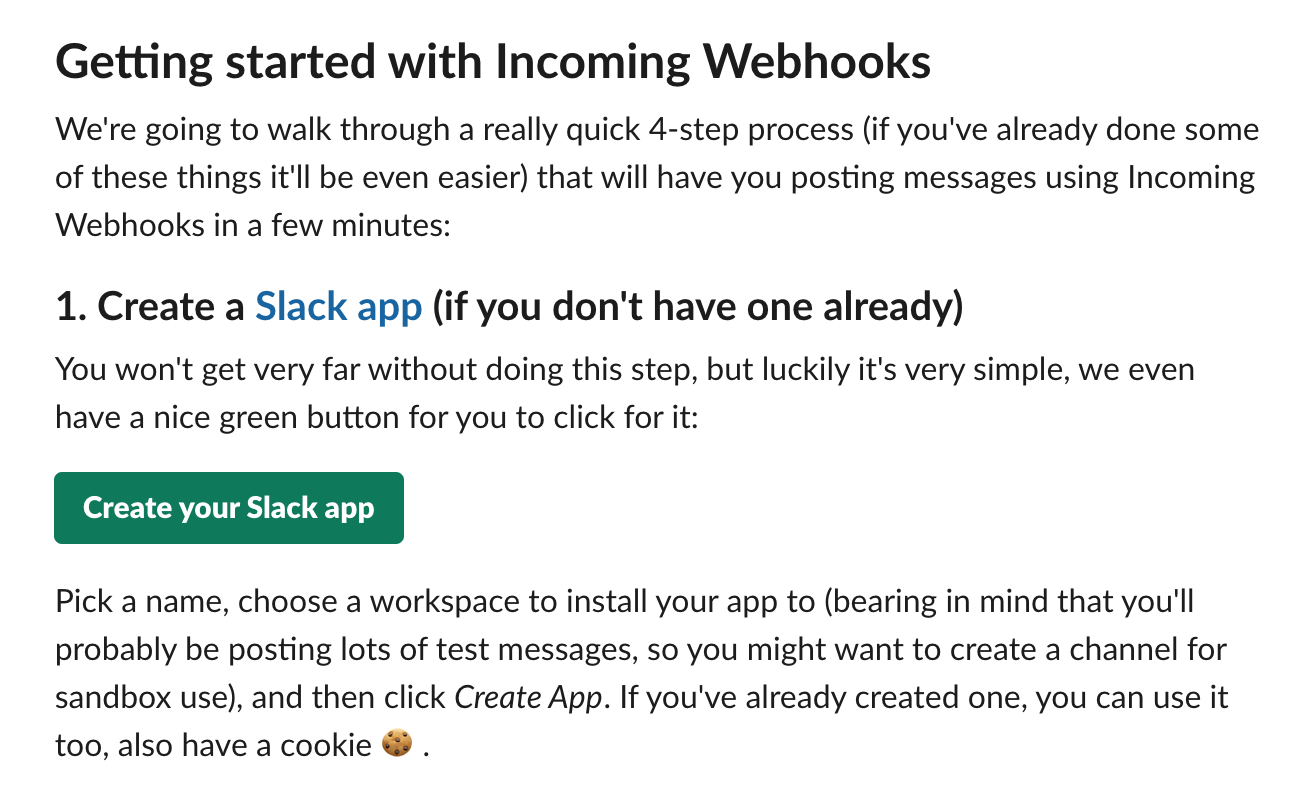 Getting started with Incoming Webhooks
We're going to walk through a really quick 4-step process (if you've already done some
of these things it'll be even easier) that will have you posting messages using Incoming
Webhooks in a few minutes:
1. Create a Slack app (if you don't have one already)
You won't get very far without doing this step, but luckily it's very simple, we even
have a nice green button for you to click for it:
Create your Slack app
Pick a name, choose a workspace to install your app to (bearing in mind that you'll
probably be posting lots of test messages, so you might want to create a channel for
sandbox use), and then click Create App. If you've already created one, you can use it
too, also have a cookie 🍪 .